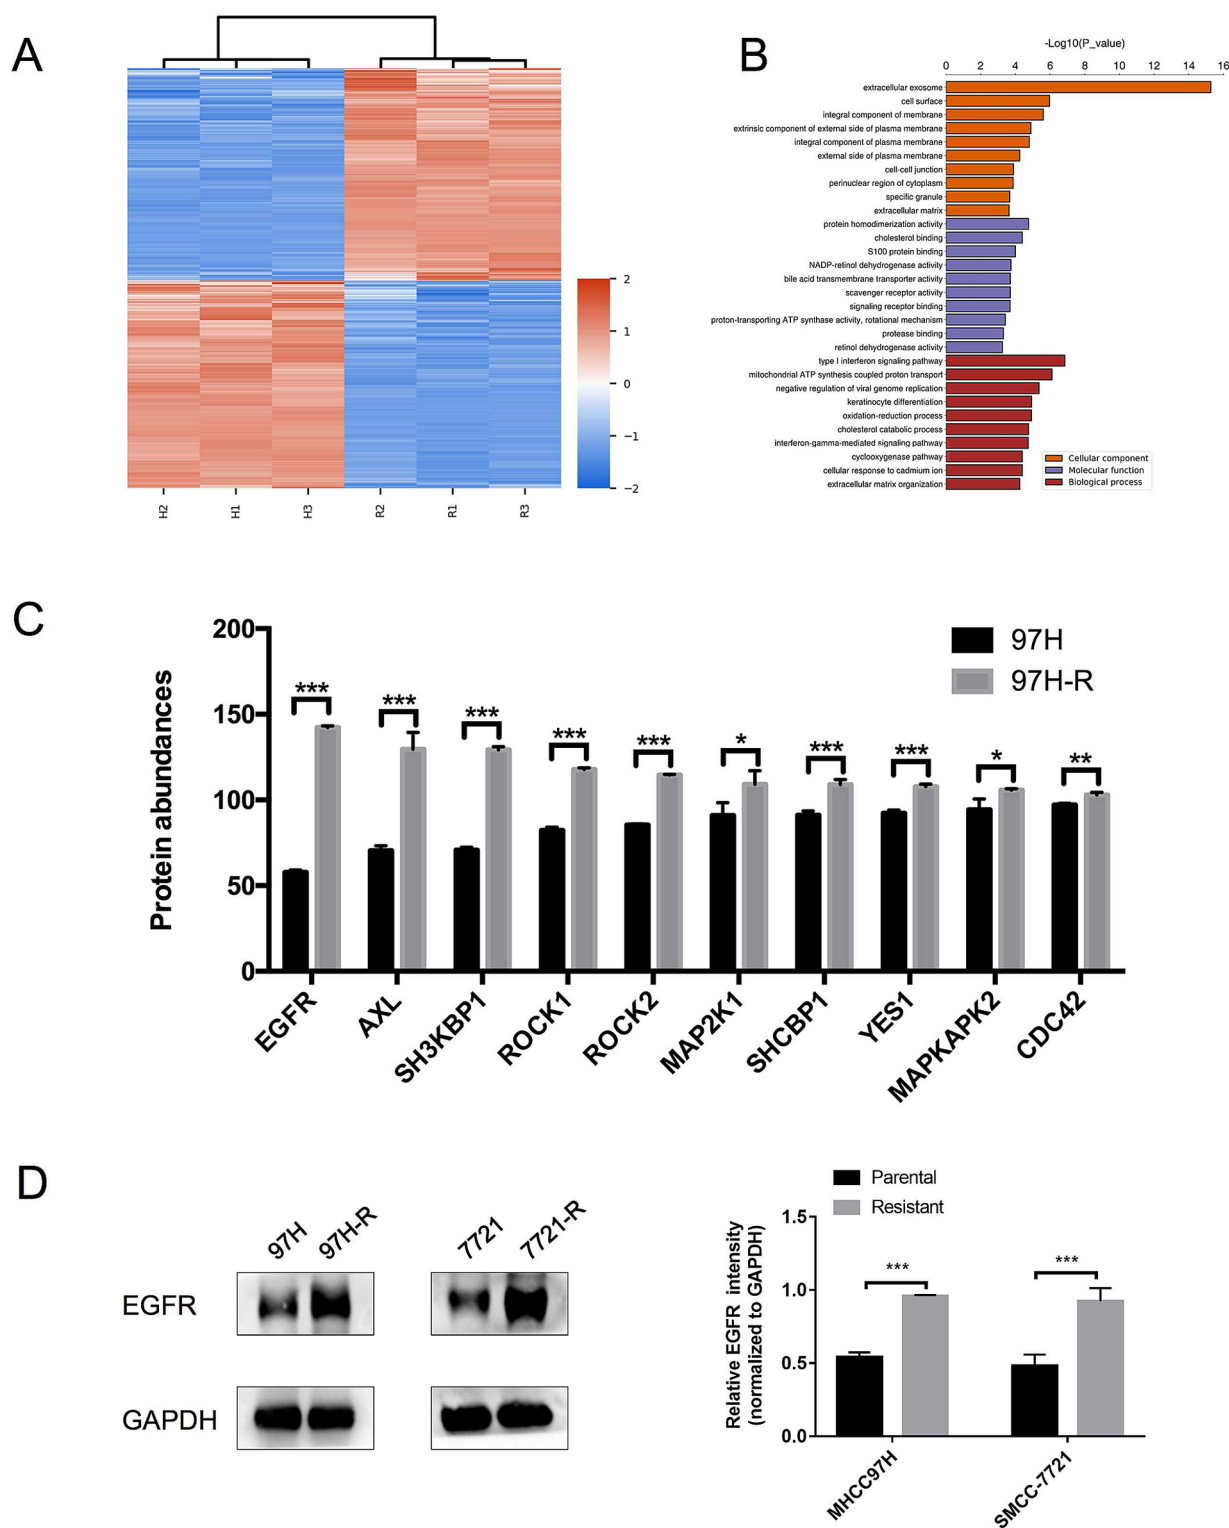 A
H2
H1
H3
R2
R1
R3
2
1
0
−1
−2
B
-Log10(P_value)
0 2 4 6 8 10 12 14 16
extracellular exosome
cell surface
integral component of membrane
extrinsic component of external side of plasma membrane
integral component of plasma membrane
external side of plasma membrane
cell-cell junction
perinuclear region of cytoplasm
specific granule
extracellular matrix
protein homodimerization activity
cholesterol binding
S100 protein binding
NADP-retinol dehydrogenase activity
bile acid transmembrane transporter activity
scavenger receptor activity
signaling receptor binding
proton-transporting ATP synthase activity, rotational mechanism
protease binding
retinol dehydrogenase activity
type I interferon signaling pathway
mitochondrial ATP synthesis coupled proton transport
negative regulation of viral genome replication
keratinocyte differentiation
oxidation-reduction process
cholesterol catabolic process
interferon-gamma-mediated signaling pathway
cyclooxygenase pathway
cellular response to cadmium ion
extracellular matrix organization
Cellular component
Molecular function
Biological process
C
Protein abundances
200
150
100
50
0
97H
97H-R
*** *** *** *** *** * *** *** * **
EGFR
AXL
SH3KBP1
ROCK1
ROCK2
MAP2K1
SHCBP1
YES1
MAPKAPK2
CDC42
D
97H
97H-R
7721
7721-R
EGFR
GAPDH
Parental
Resistant
Relative EGFR intensity
(normalized to GAPDH)
1.5
1.0
0.5
0.0
*** ***
MHCC97H
SMCC-7721